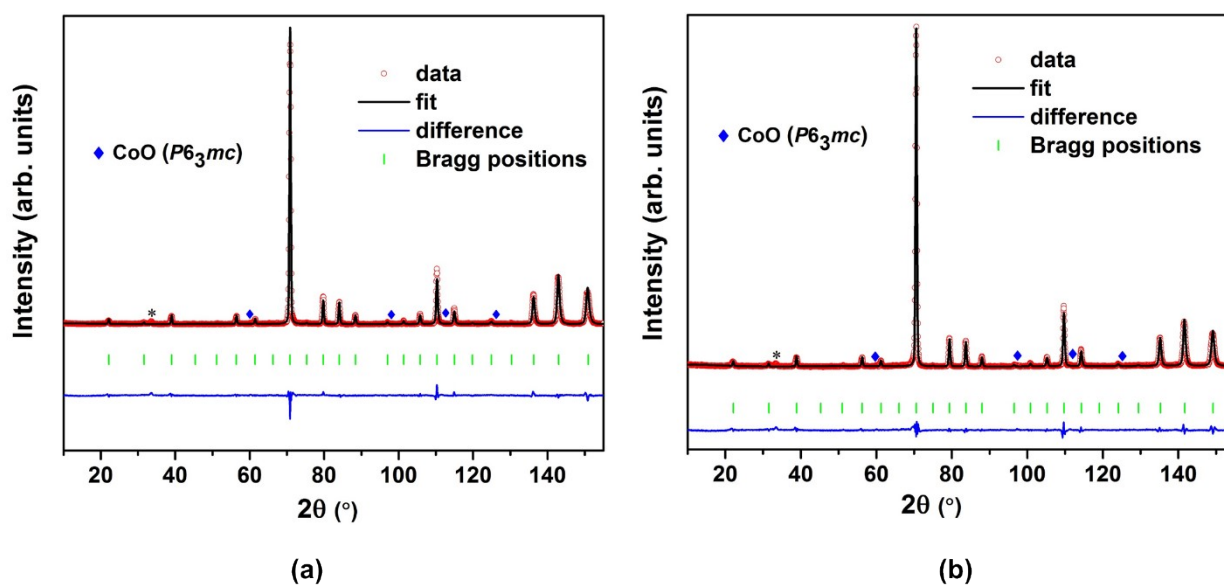 Intensity (arb. units)
data
fit
difference
Bragg positions
CoO (P6₃mc)
*
20 40 60 80 100 120 140
2θ (°)
(a)
Intensity (arb. units)
data
fit
difference
Bragg positions
CoO (P6₃mc)
*
20 40 60 80 100 120 140
2θ (°)
(b)